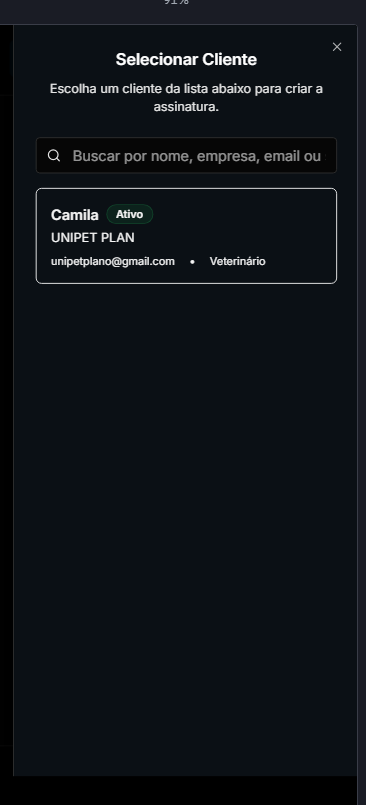 91%
Selecionar Cliente
Escolha um cliente da lista abaixo para criar a
assinatura.
Buscar por nome, empresa, email ou
Camila Ativo
UNIPET PLAN
unipetplano@gmail.com • Veterinário